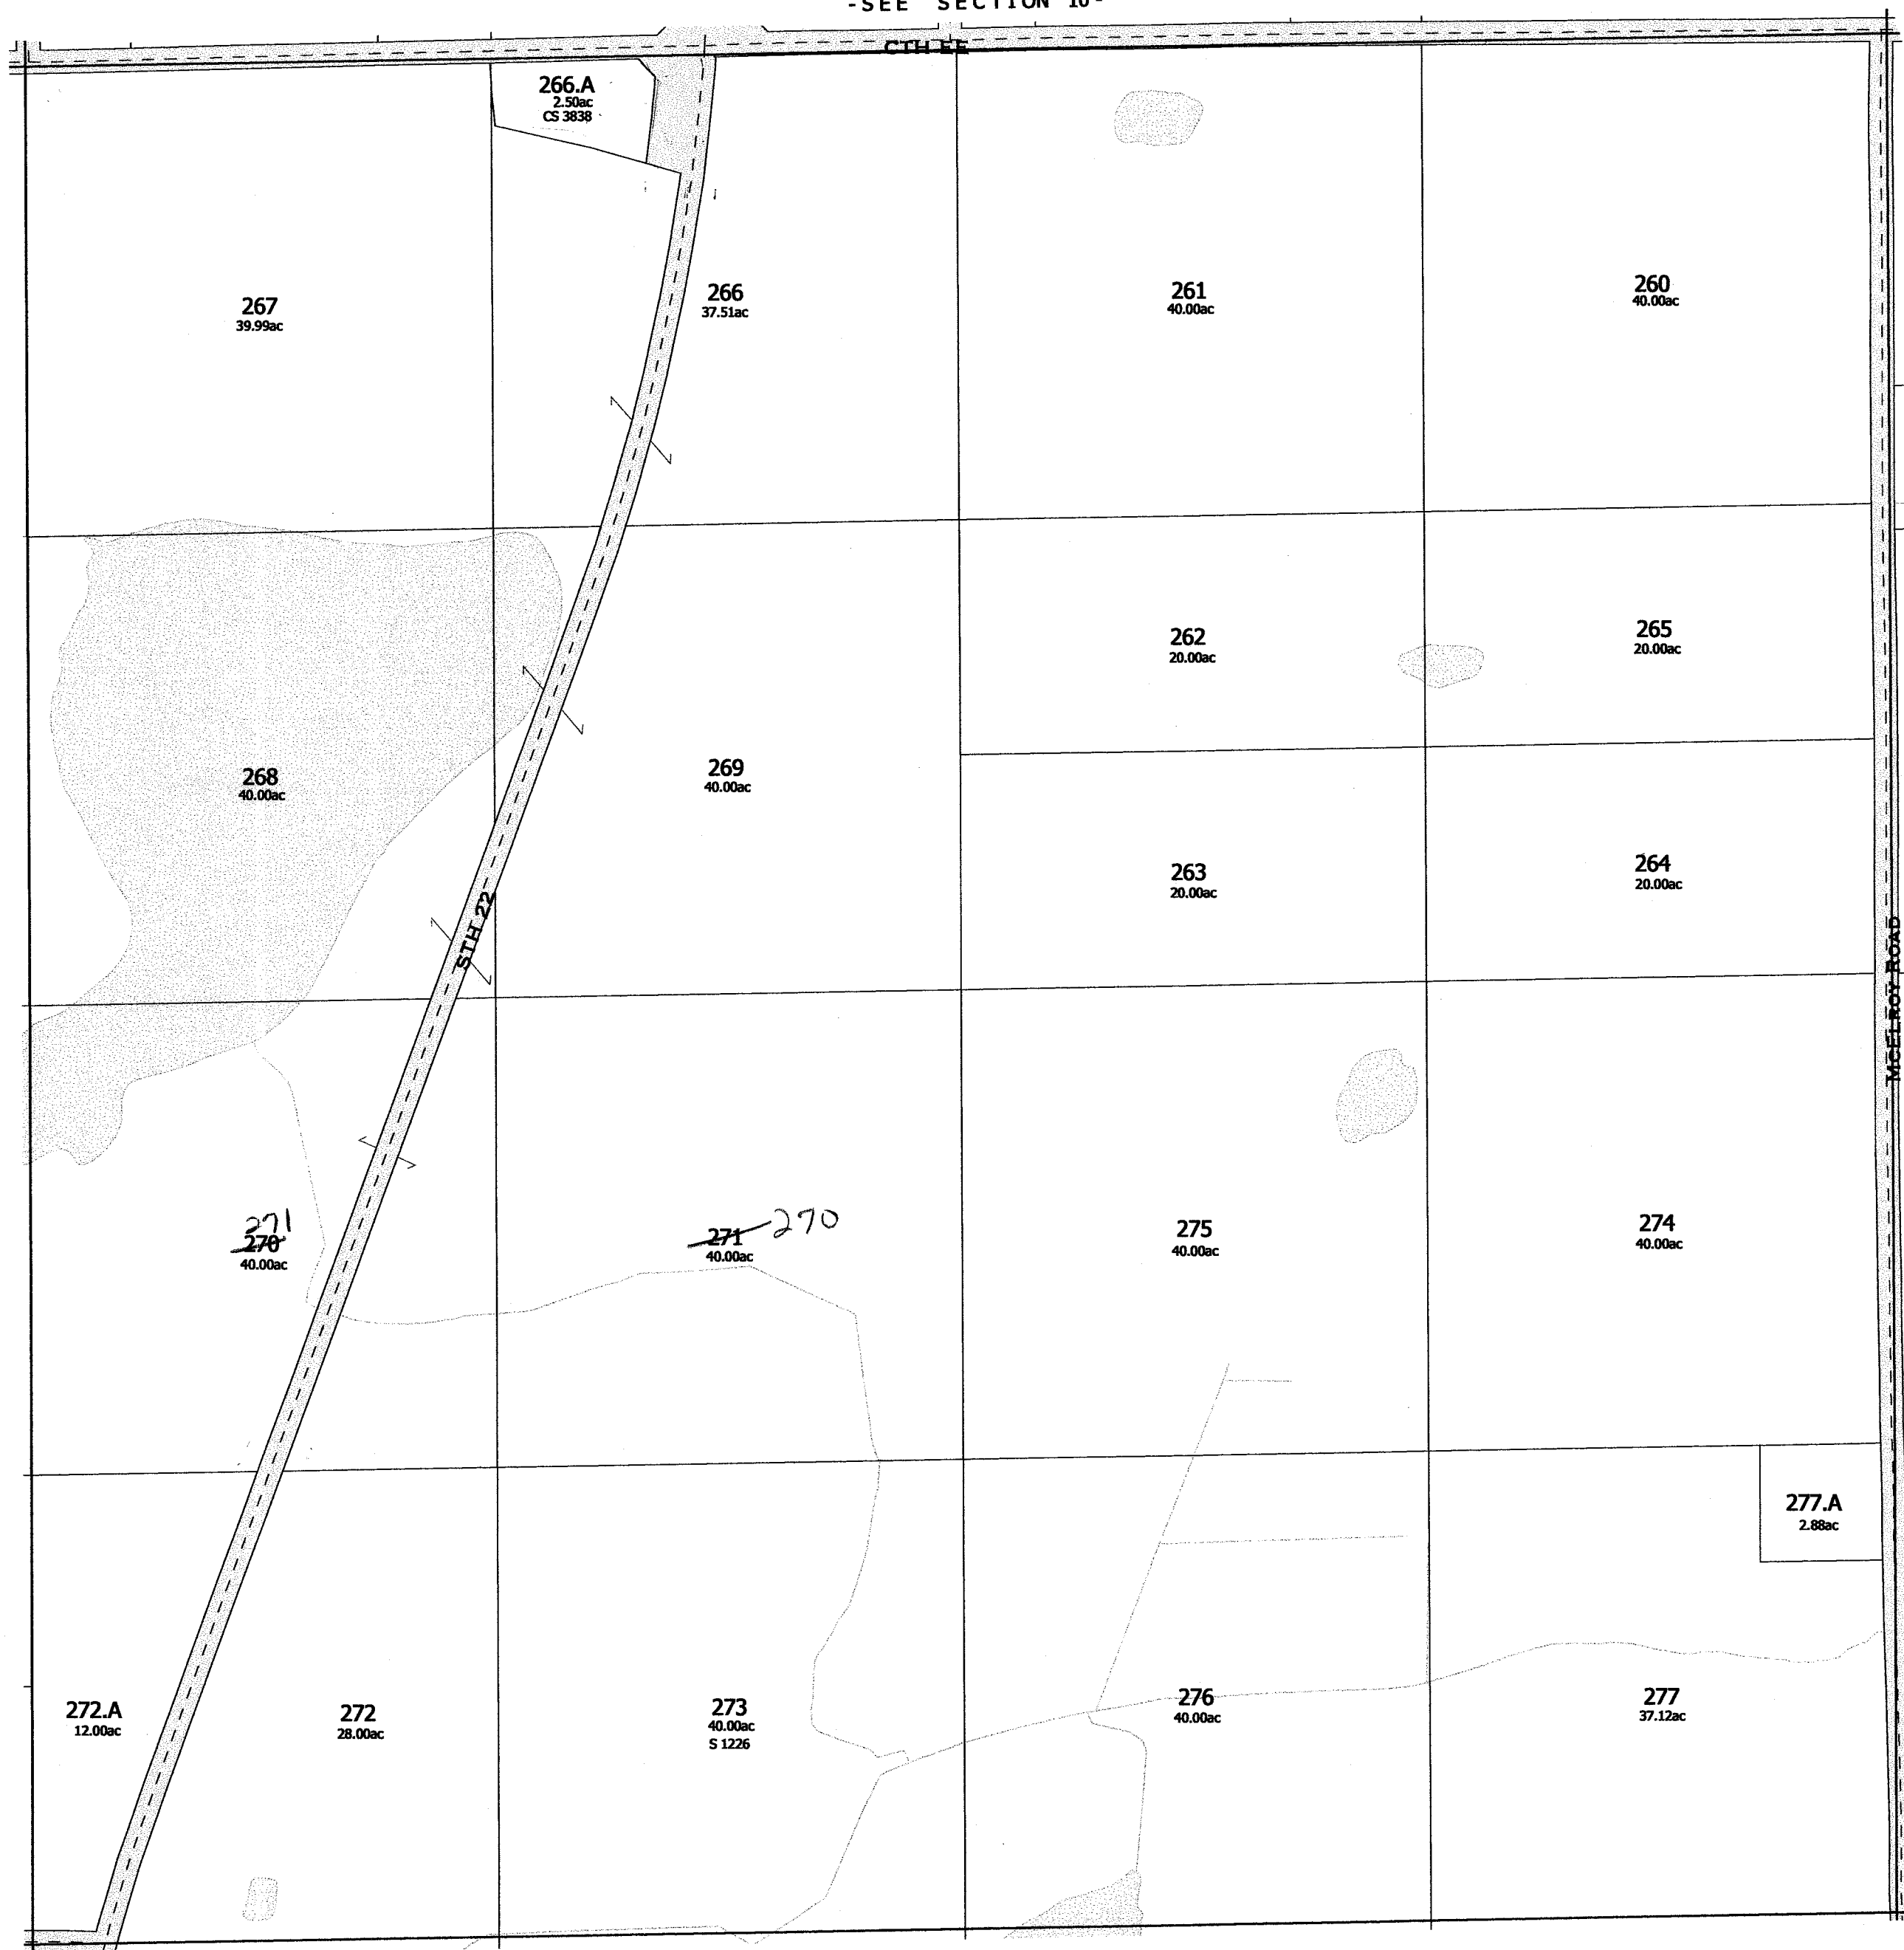 -SEE SECTION 10-
CTH EE
266.A
2.50ac
CS 3838
267
39.99ac
266
37.51ac
261
40.00ac
260
40.00ac
262
20.00ac
265
20.00ac
268
40.00ac
269
40.00ac
263
20.00ac
264
20.00ac
STH 22
MCELROY ROAD
271
270
40.00ac
271 270
40.00ac
275
40.00ac
274
40.00ac
277.A
2.88ac
272.A
12.00ac
272
28.00ac
273
40.00ac
S 1226
276
40.00ac
277
37.12ac